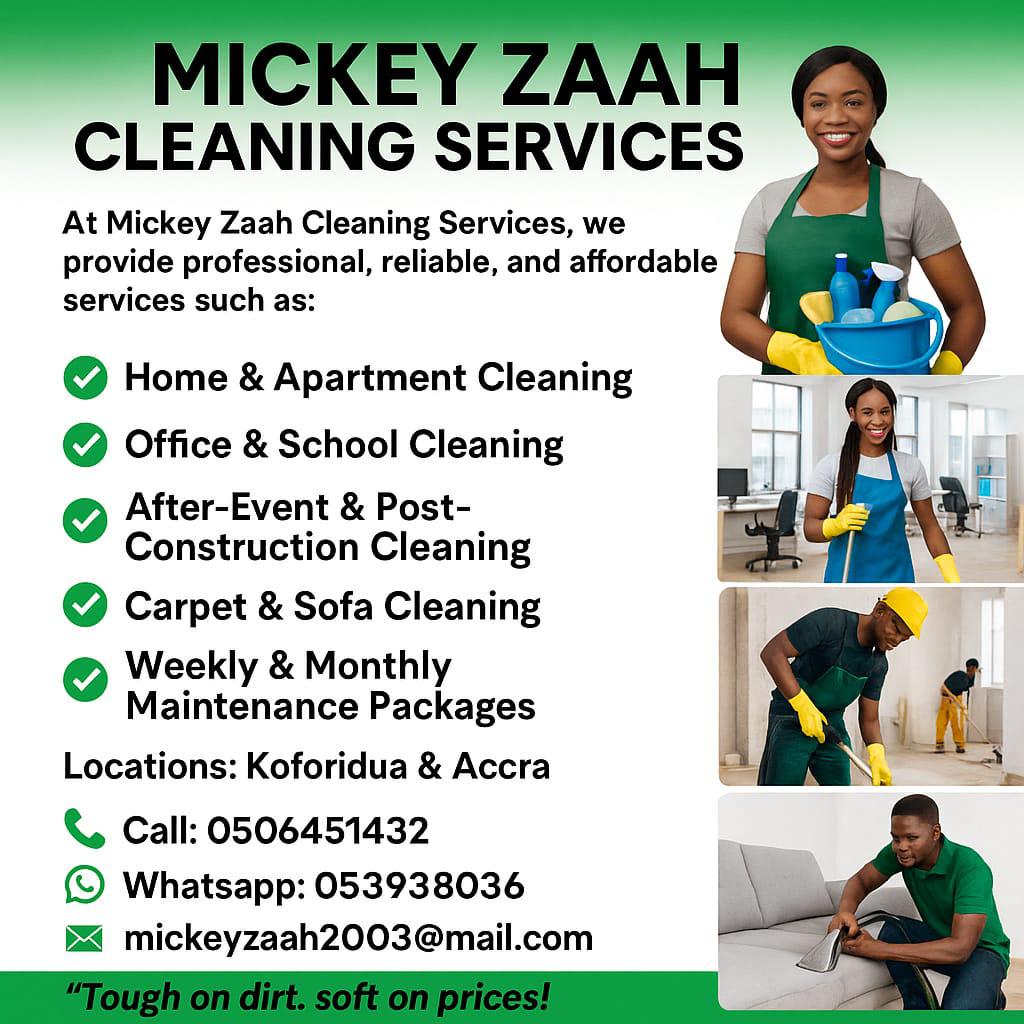 MICKEY ZAAH
CLEANING SERVICES
At Mickey Zaah Cleaning Services, we
provide professional, reliable, and affordable
services such as:
Home & Apartment Cleaning
Office & School Cleaning
After-Event & Post-
Construction Cleaning
Carpet & Sofa Cleaning
Weekly & Monthly
Maintenance Packages
Locations: Koforidua & Accra
Call: 0506451432
Whatsapp: 053938036
mickeyzaah2003@mail.com
“Tough on dirt. soft on prices!